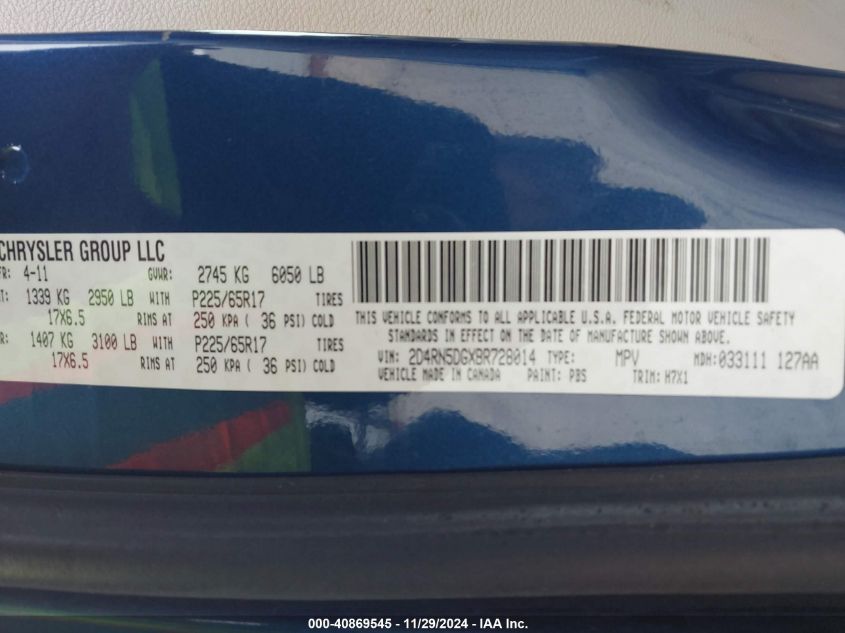 CHRYSLER GROUP LLC
FR: 4-11 GVWR: 2745 KG 6050 LB
T: 1339 KG 2950 LB WITH P225/65R17 TIRES
17X6.5 RIMS AT 250 KPA ( 36 PSI) COLD
R: 1407 KG 3100 LB WITH P225/65R17 TIRES
17X6.5 RIMS AT 250 KPA ( 36 PSI) COLD
THIS VEHICLE CONFORMS TO ALL APPLICABLE U.S.A. FEDERAL MOTOR VEHICLE SAFETY
STANDARDS IN EFFECT ON THE DATE OF MANUFACTURE SHOWN ABOVE.
VIN: 2D4RN5DGXBR728014 TYPE: MPV MDH:033111 127AA
VEHICLE MADE IN CANADA PAINT: PBS TRIM: H7X1
000-40869545 - 11/29/2024 - IAA Inc.